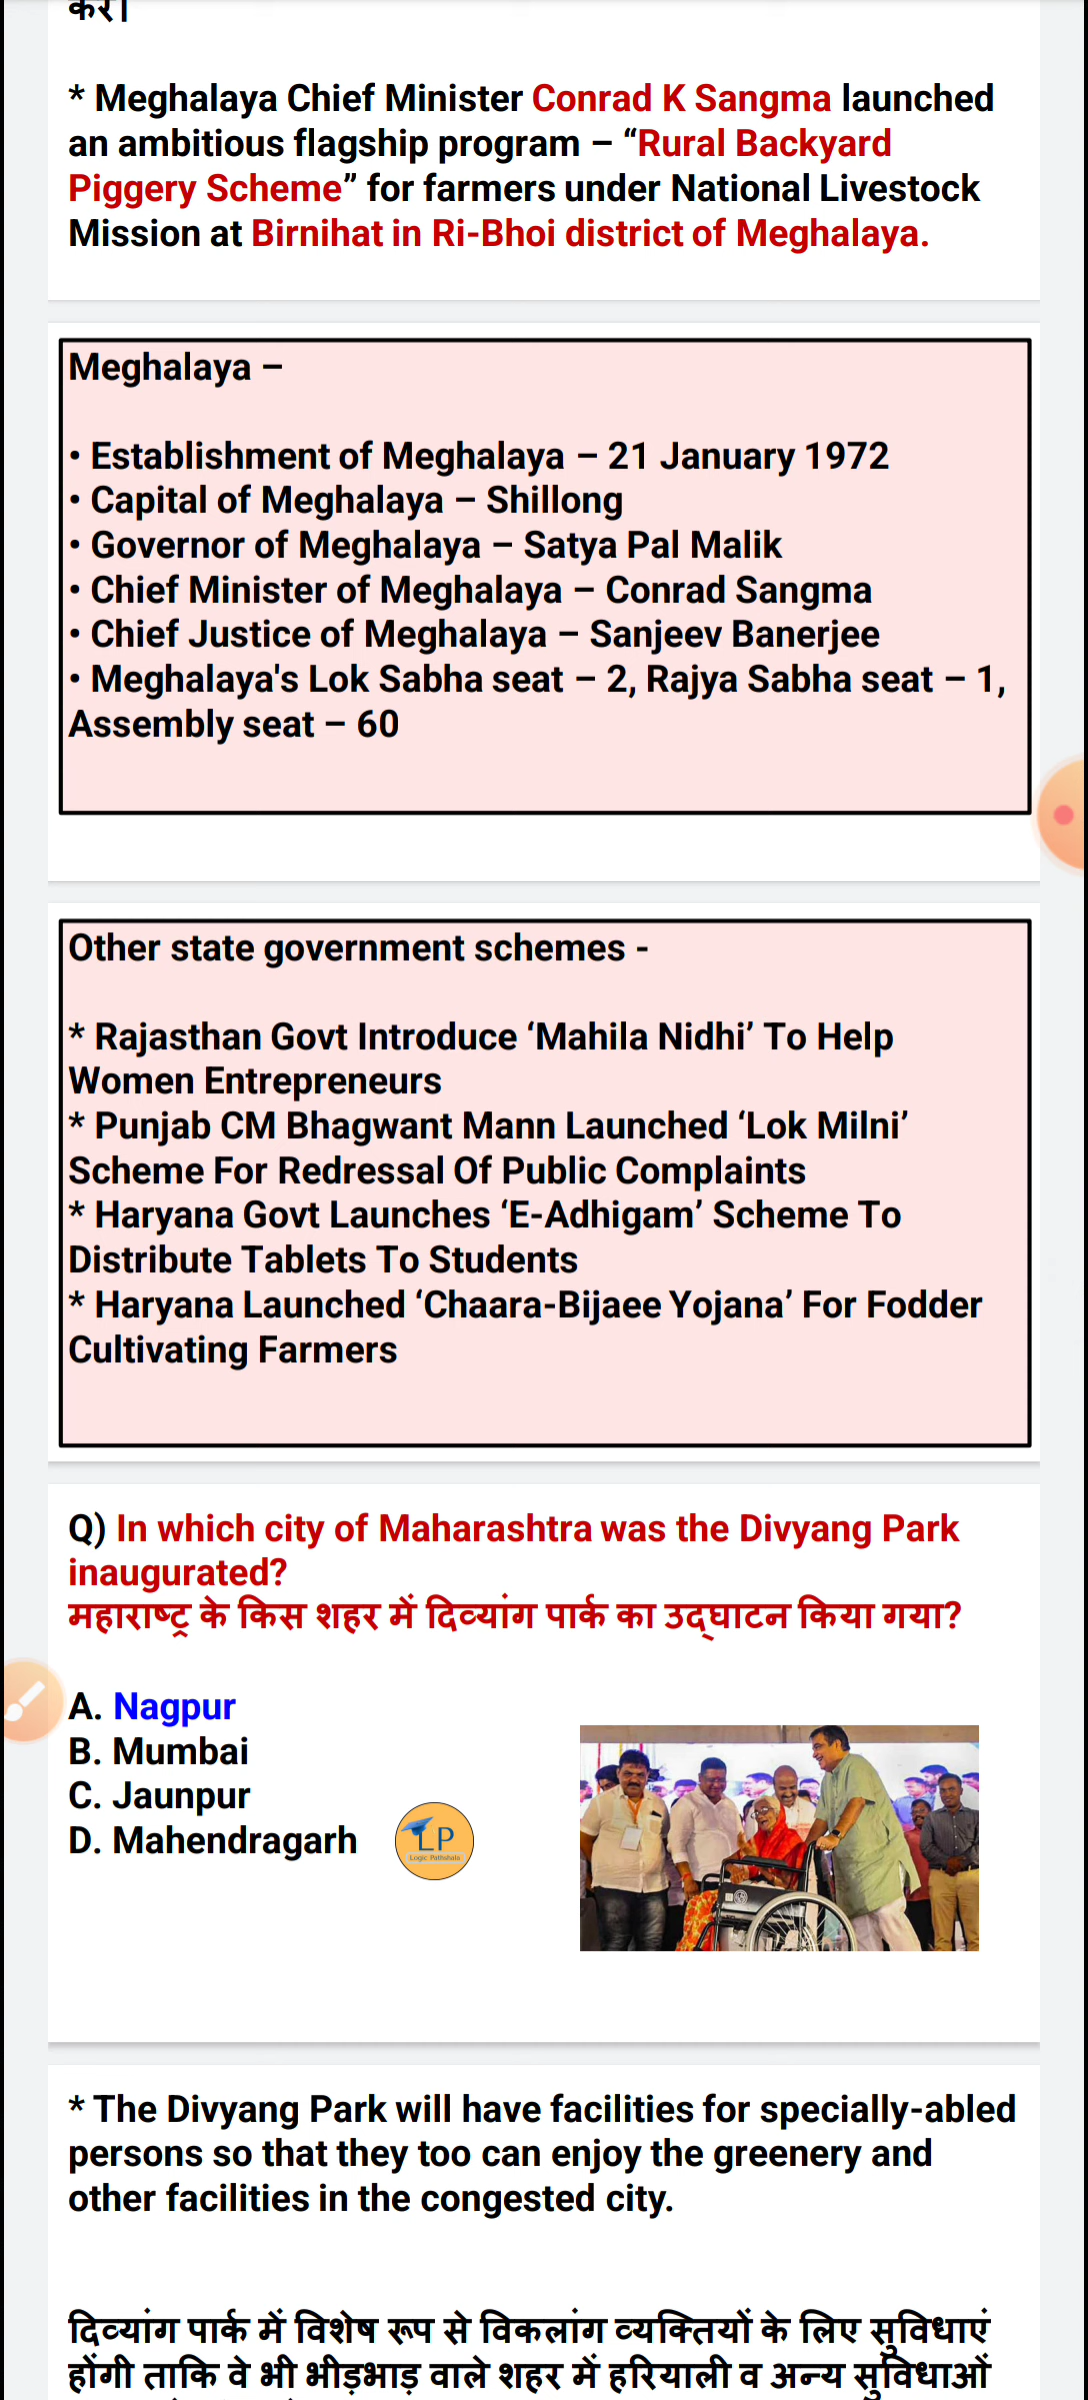 करे।
* Meghalaya Chief Minister Conrad K Sangma launched
an ambitious flagship program – “Rural Backyard
Piggery Scheme” for farmers under National Livestock
Mission at Birnihat in Ri-Bhoi district of Meghalaya.
Meghalaya –
• Establishment of Meghalaya – 21 January 1972
• Capital of Meghalaya – Shillong
• Governor of Meghalaya – Satya Pal Malik
• Chief Minister of Meghalaya – Conrad Sangma
• Chief Justice of Meghalaya – Sanjeev Banerjee
• Meghalaya's Lok Sabha seat – 2, Rajya Sabha seat – 1,
Assembly seat – 60
Other state government schemes -
* Rajasthan Govt Introduce ‘Mahila Nidhi’ To Help
Women Entrepreneurs
* Punjab CM Bhagwant Mann Launched ‘Lok Milni’
Scheme For Redressal Of Public Complaints
* Haryana Govt Launches ‘E-Adhigam’ Scheme To
Distribute Tablets To Students
* Haryana Launched ‘Chaara-Bijaee Yojana’ For Fodder
Cultivating Farmers
Q) In which city of Maharashtra was the Divyang Park
inaugurated?
महाराष्ट्र के किस शहर में दिव्यांग पार्क का उद्घाटन किया गया?
A. Nagpur
B. Mumbai
C. Jaunpur
D. Mahendragarh
LP
Logic Pathshala
* The Divyang Park will have facilities for specially-abled
persons so that they too can enjoy the greenery and
other facilities in the congested city.
दिव्यांग पार्क में विशेष रूप से विकलांग व्यक्तियों के लिए सुविधाएं
होंगी ताकि वे भी भीड़भाड़ वाले शहर में हरियाली व अन्य सुविधाओं